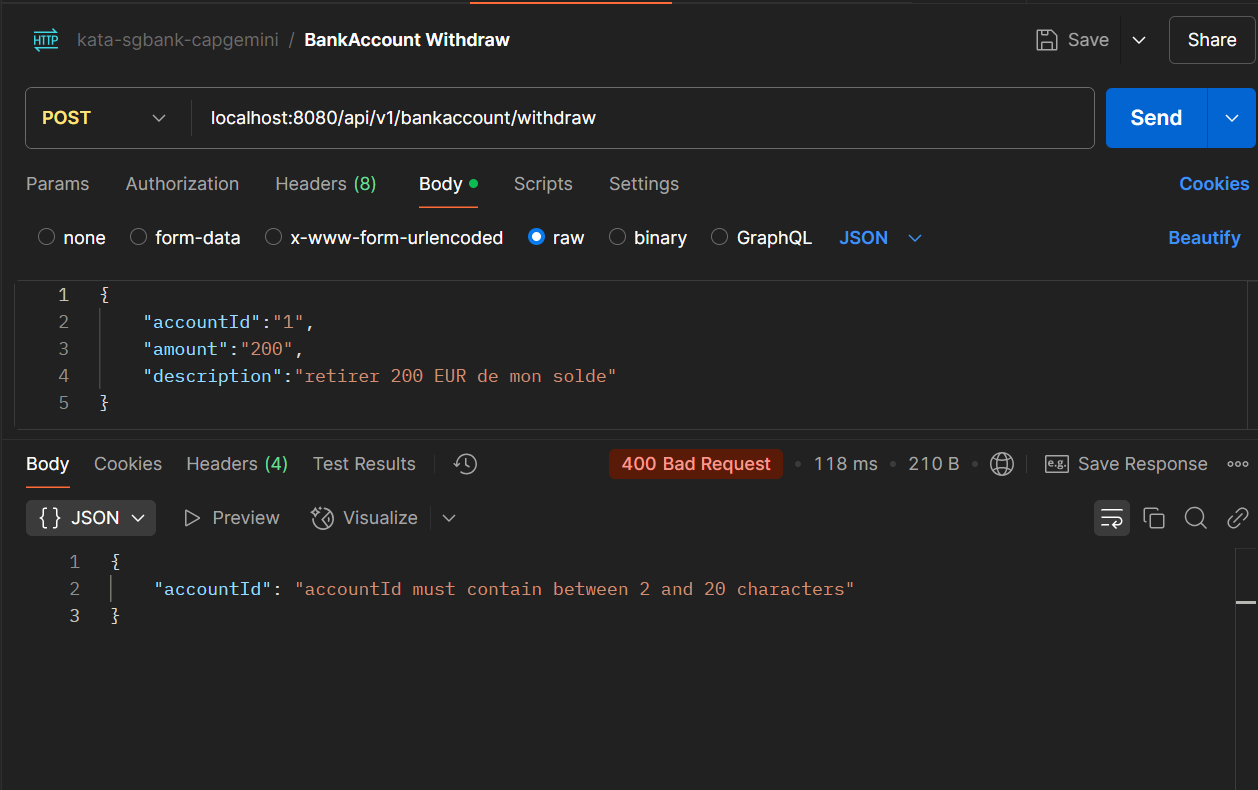 HTTP kata-sgbank-capgemini / BankAccount Withdraw Save Share
POST localhost:8080/api/v1/bankaccount/withdraw Send
Params Authorization Headers (8) Body Scripts Settings Cookies
none form-data x-www-form-urlencoded raw binary GraphQL JSON Beautify
1 {
2 "accountId":"1",
3 "amount":"200",
4 "description":"retirer 200 EUR de mon solde"
5 }
Body Cookies Headers (4) Test Results 400 Bad Request • 118 ms • 210 B • e.g. Save Response
{} JSON Preview Visualize
1 {
2 "accountId": "accountId must contain between 2 and 20 characters"
3 }